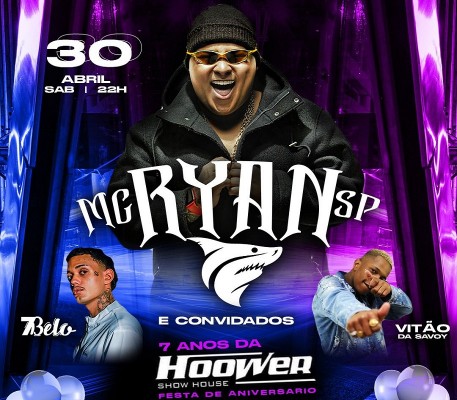 30
ABRIL
SAB | 22H
MC RYAN SP
E CONVIDADOS
7Belo
VITÃO
DA SAVOY
7 ANOS DA
HOOWER
SHOW HOUSE
FESTA DE ANIVERSARIO